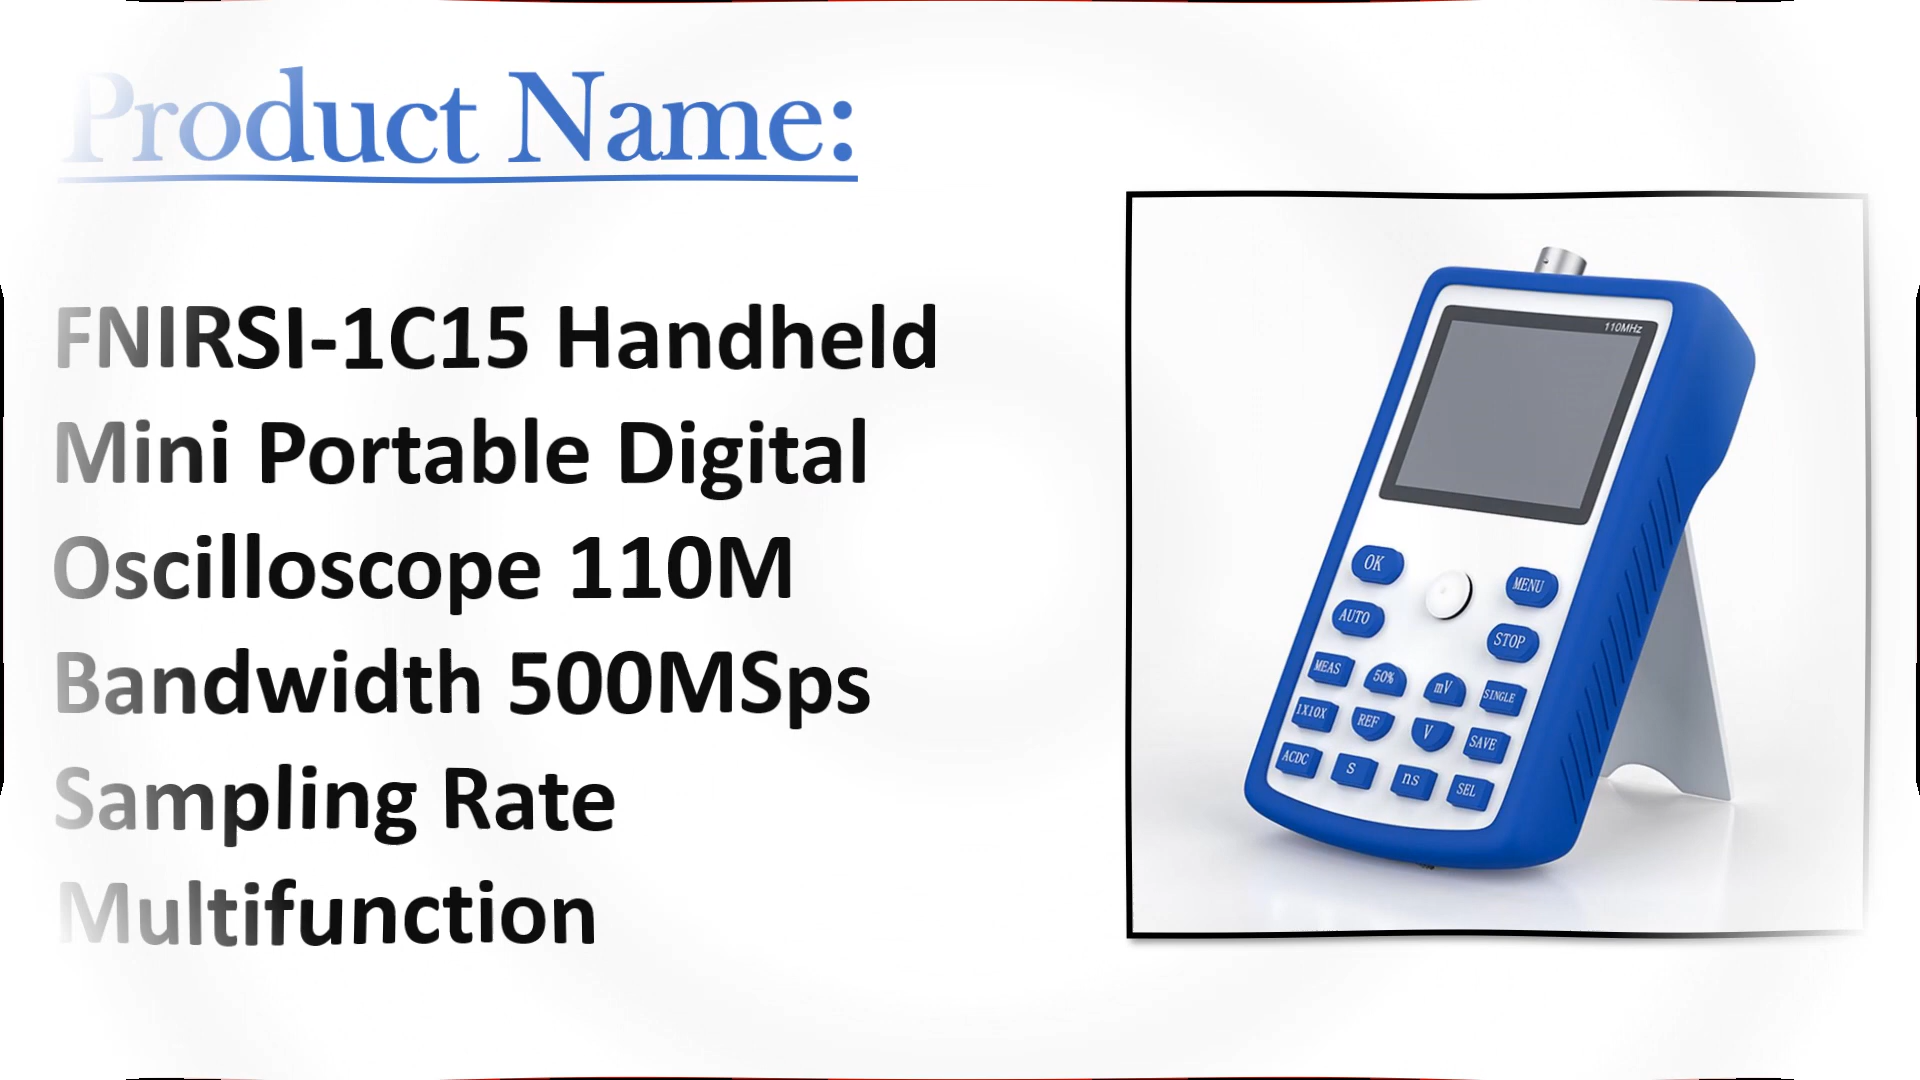 Product Name:
FNIRSI-1C15 Handheld
Mini Portable Digital
Oscilloscope 110M
Bandwidth 500MSps
Sampling Rate
Multifunction
110MHz
OK
MENU
AUTO
STOP
MEAS 50% mV SINGLE
1X10X REF V SAVE
ACDC S ns SEL